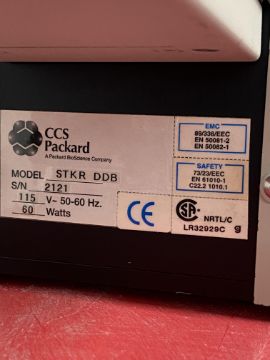 CCS
Packard
A Packard BioScience Company
MODEL STKR DDB
S/N 2121
115 V~ 50-60 Hz.
60 Watts
EMC
89/336/EEC
EN 50081-2
EN 50082-1
SAFETY
73/23/EEC
EN 61010-1
C22.2 1010.1
CE
SA NRTL/C
LR32929C g